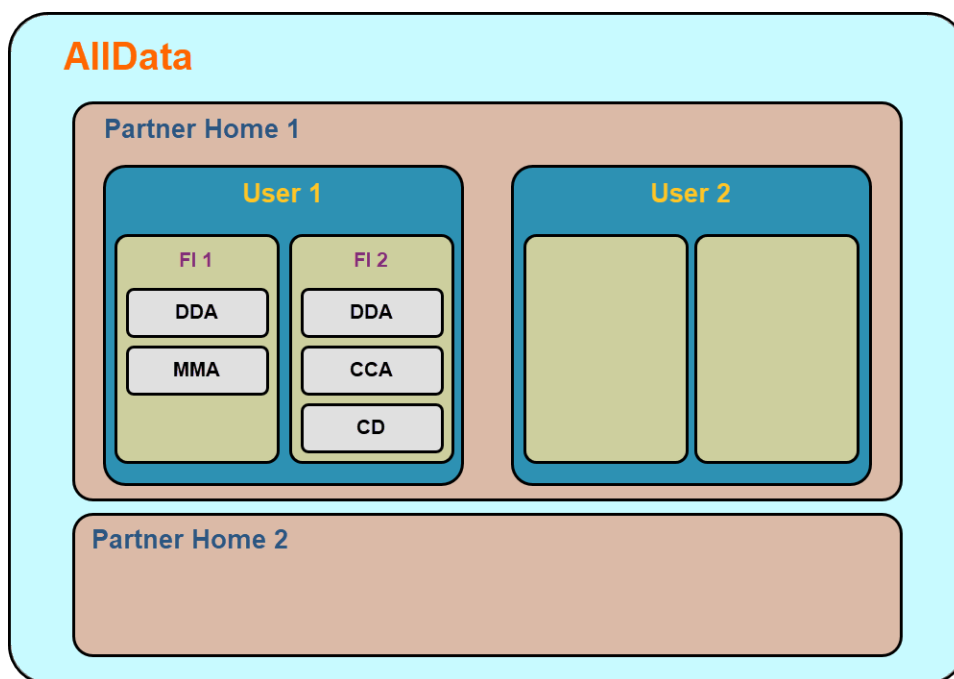 AllData
Partner Home 1
User 1
User 2
FI 1
FI 2
DDA
DDA
MMA
CCA
CD
Partner Home 2